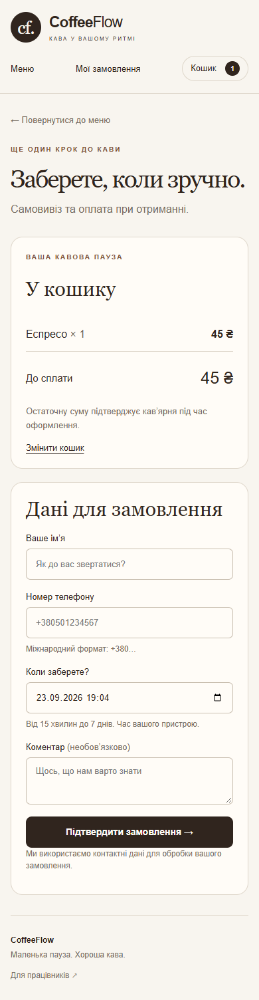 cf.
CoffeeFlow
КАВА У ВАШОМУ РИТМІ
Меню
Мої замовлення
Кошик 1
← Повернутися до меню
ЩЕ ОДИН КРОК ДО КАВИ
Заберете, коли зручно.
Самовивіз та оплата при отриманні.
ВАША КАВОВА ПАУЗА
У кошику
Еспресо × 1 45 ₴
До сплати 45 ₴
Остаточну суму підтверджує кав’ярня під час
оформлення.
Змінити кошик
Дані для замовлення
Ваше ім’я
Як до вас звертатися?
Номер телефону
+380501234567
Міжнародний формат: +380…
Коли заберете?
23.09.2026 19:04
Від 15 хвилин до 7 днів. Час вашого пристрою.
Коментар (необов’язково)
Щось, що нам варто знати
Підтвердити замовлення →
Ми використаємо контактні дані для обробки вашого
замовлення.
CoffeeFlow
Маленька пауза. Хороша кава.
Для працівників ↗